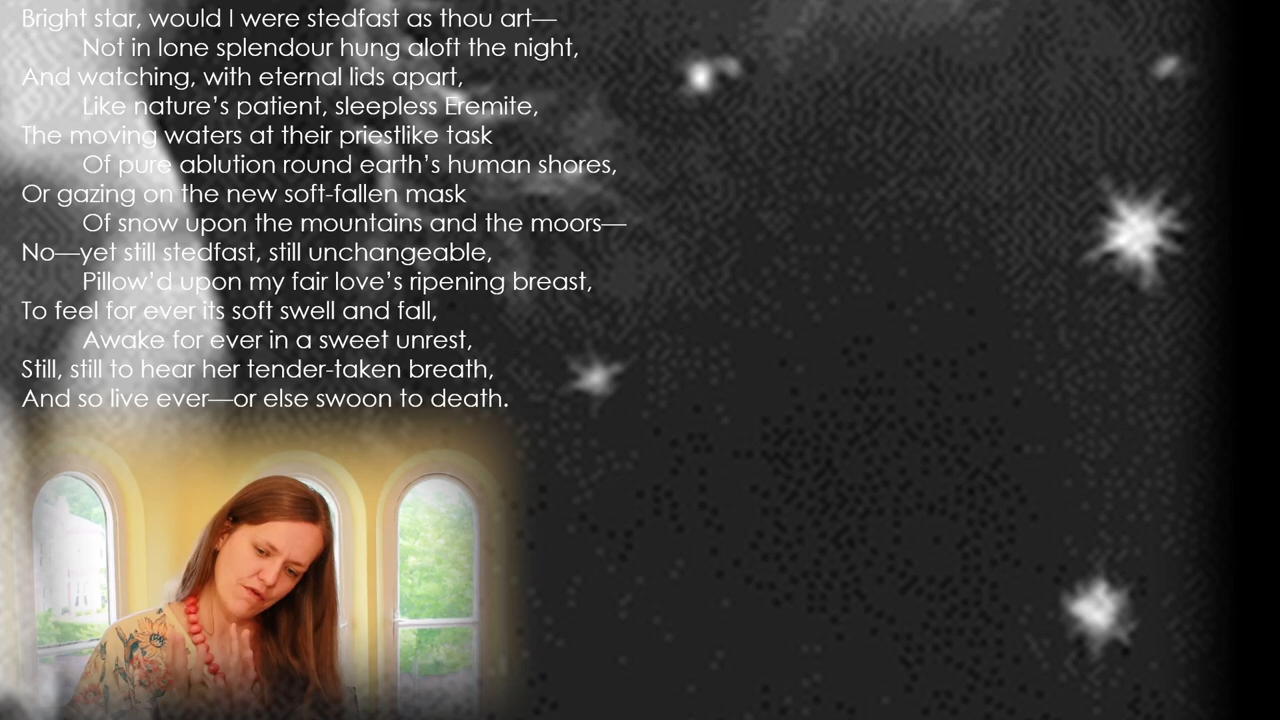 Bright star, would I were stedfast as thou art—
Not in lone splendour hung aloft the night,
And watching, with eternal lids apart,
Like nature’s patient, sleepless Eremite,
The moving waters at their priestlike task
Of pure ablution round earth’s human shores,
Or gazing on the new soft-fallen mask
Of snow upon the mountains and the moors—
No—yet still stedfast, still unchangeable,
Pillow’d upon my fair love’s ripening breast,
To feel for ever its soft swell and fall,
Awake for ever in a sweet unrest,
Still, still to hear her tender-taken breath,
And so live ever—or else swoon to death.